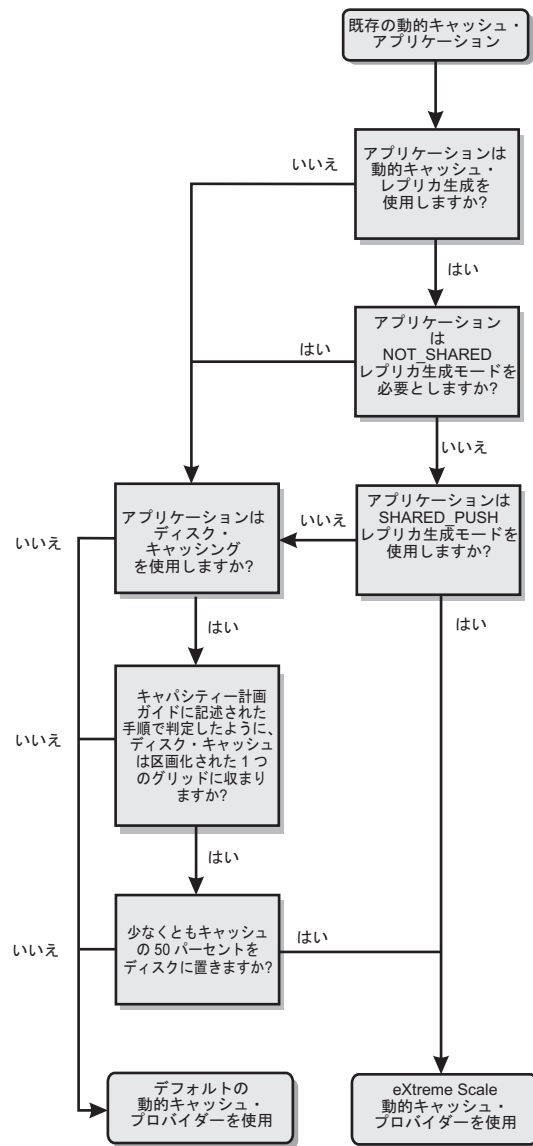 既存の動的キャッシュ・
アプリケーション
アプリケーションは
動的キャッシュ・
レプリカ生成を
使用しますか?
いいえ
はい
アプリケーション
は
NOT_SHARED
レプリカ生成モードを
必要としますか?
はい
いいえ
アプリケーションは
SHARED_PUSH
レプリカ生成モードを
使用しますか?
いいえ
はい
アプリケーションは
ディスク・
キャッシング
を使用しますか?
いいえ
はい
キャパシティー計画
ガイドに記述された
手順で判定したように、
ディスク・キャッシュ
は区画化された 1 つ
のグリッドに収まり
ますか?
いいえ
はい
少なくともキャッシュ
の 50 パーセントを
ディスクに置きますか?
いいえ
はい
デフォルトの
動的キャッシュ・
プロバイダーを使用
eXtreme Scale
動的キャッシュ・
プロバイダーを使用